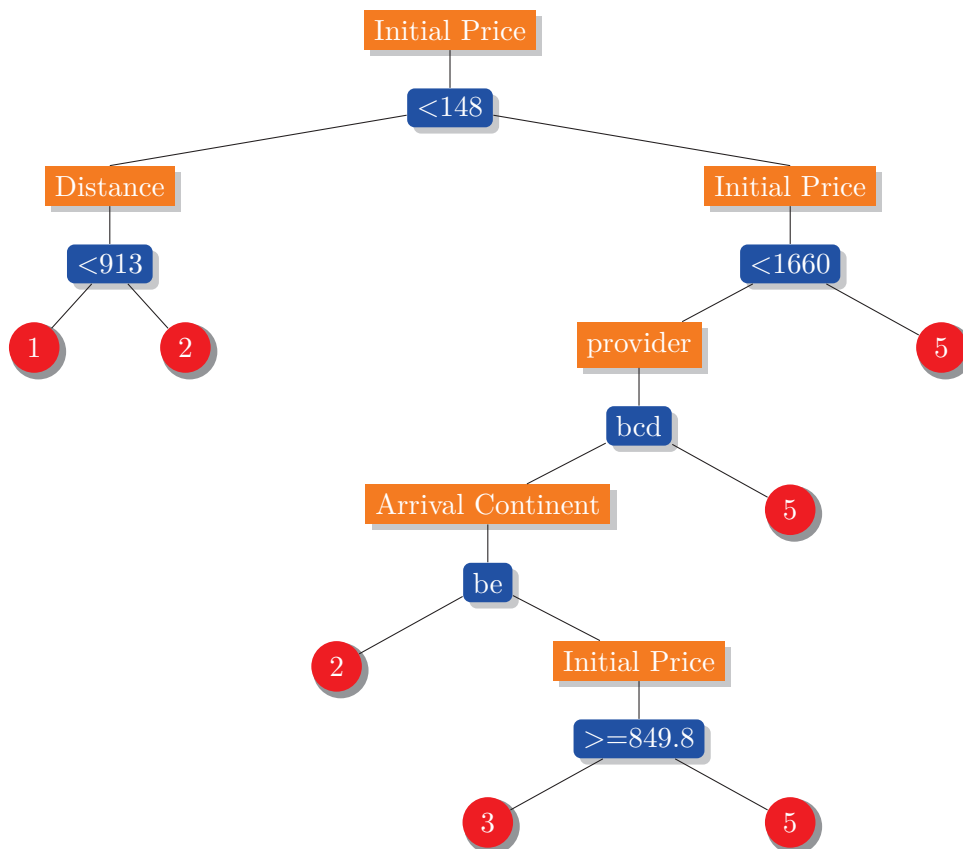 Initial Price
<148
Distance
Initial Price
<913
<1660
1
2
provider
5
bcd
Arrival Continent
5
be
2
Initial Price
>=849.8
3
5